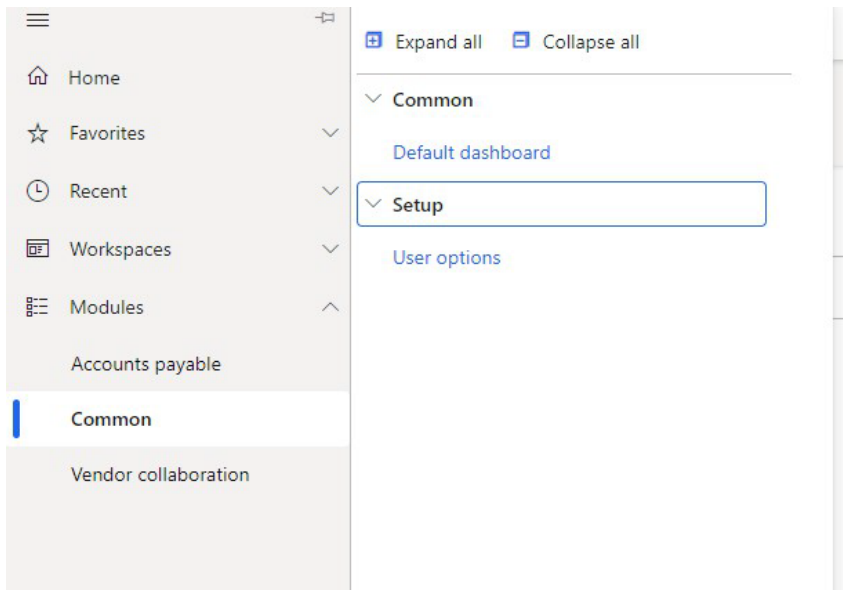 Home
Favorites
Recent
Workspaces
Modules
Accounts payable
Common
Vendor collaboration
Expand all Collapse all
Common
Default dashboard
Setup
User options